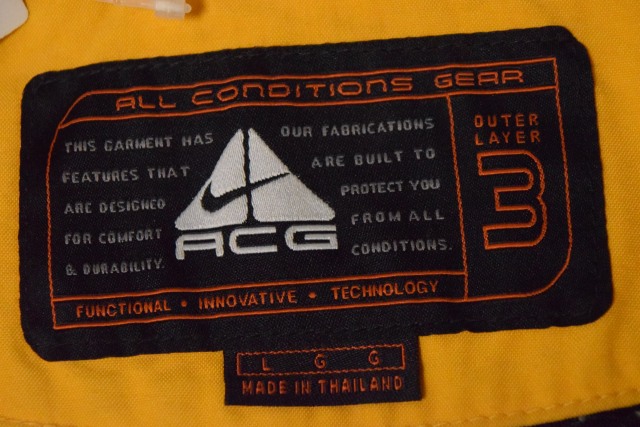 ALL CONDITIONS GEAR
THIS GARMENT HAS
FEATURES THAT
ARE DESIGNED
FOR COMFORT
& DURABILITY.
ACG
OUR FABRICATIONS
ARE BUILT TO
PROTECT YOU
FROM ALL
CONDITIONS.
OUTER
LAYER
3
FUNCTIONAL • INNOVATIVE • TECHNOLOGY
L G G
MADE IN THAILAND